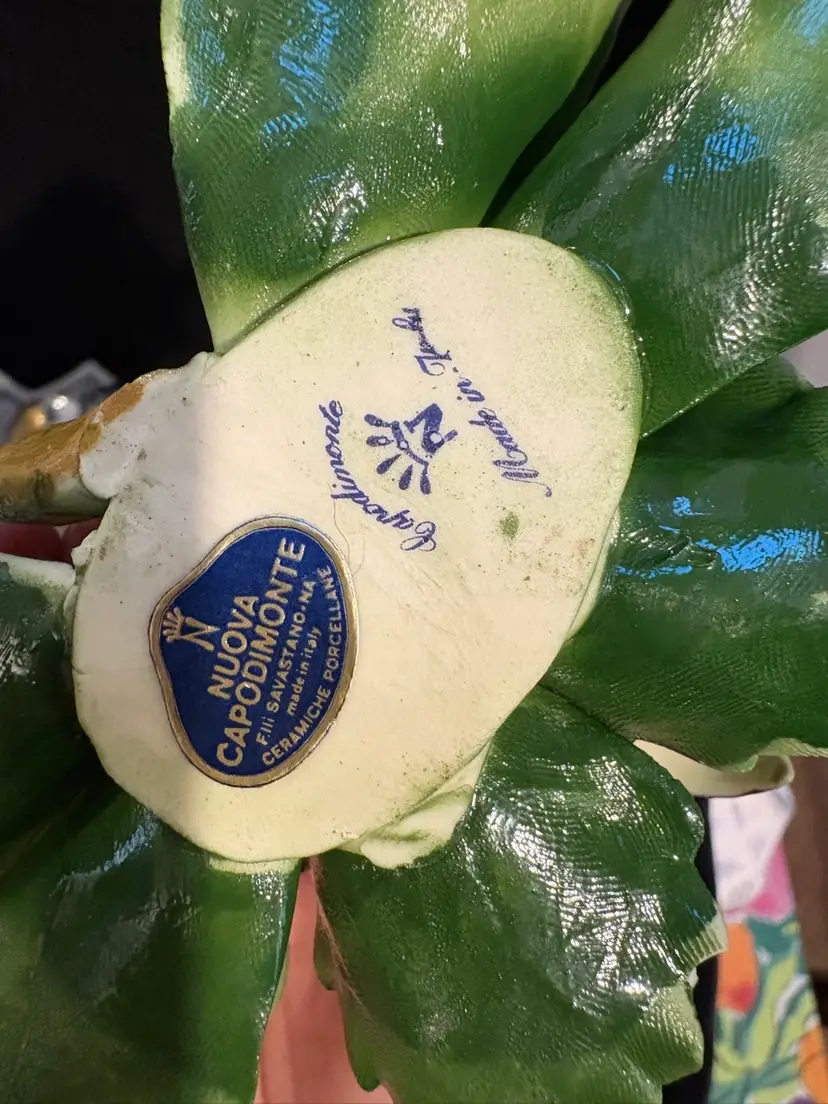 Capodimonte
N
Made in Italy
N
NUOVA
CAPODIMONTE
F.lli SAVASTANO.NA.
made in italy
CERAMICHE PORCELLANE